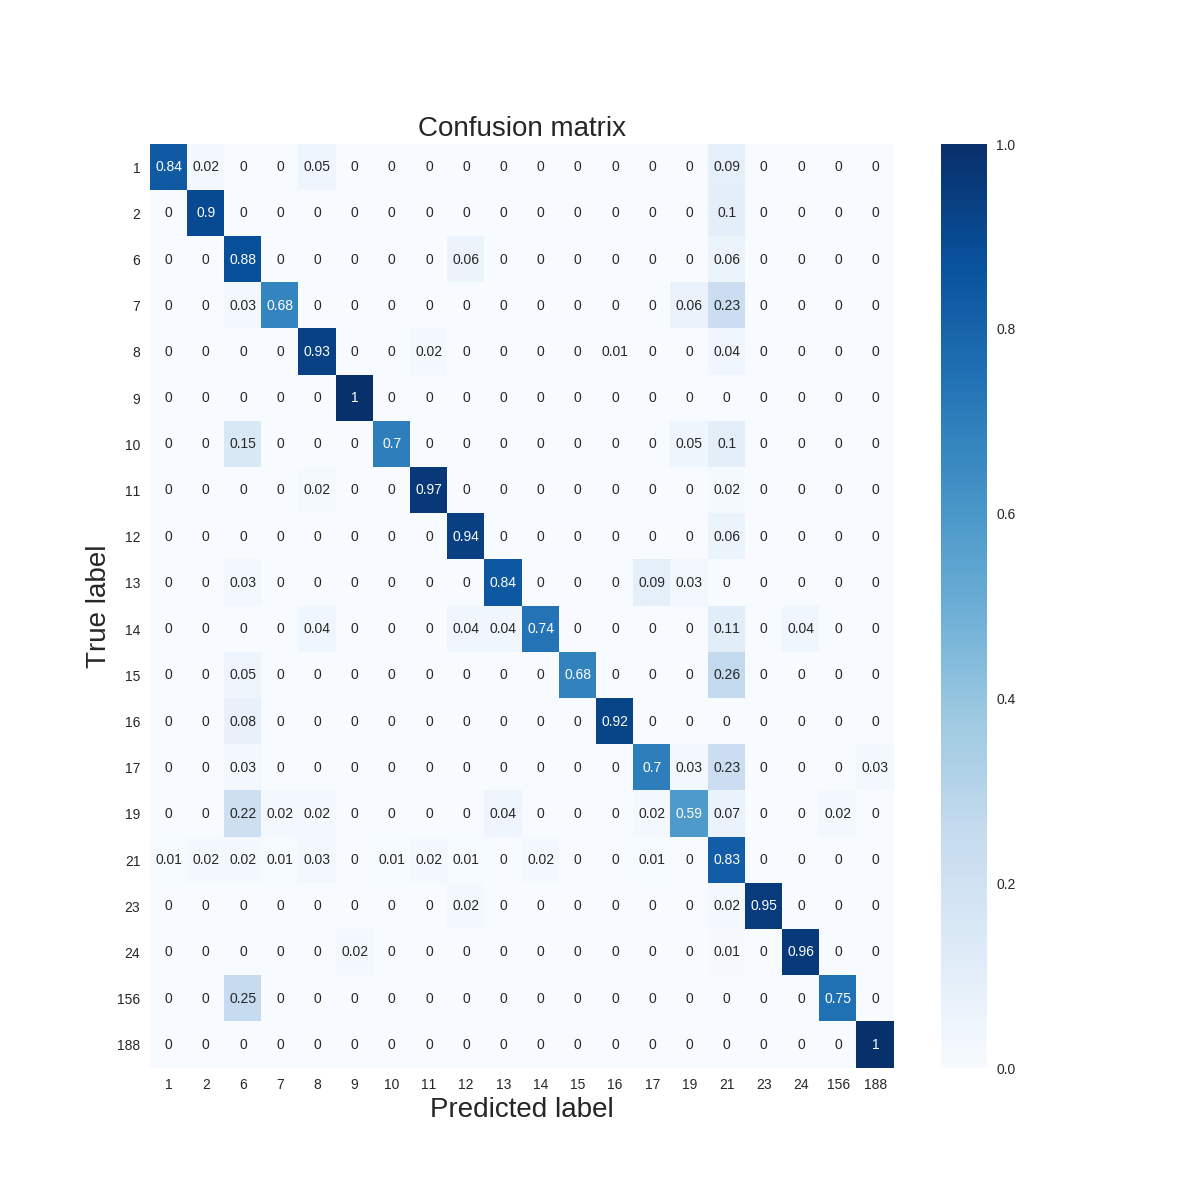 Confusion matrix
1 0.84 0.02 0 0 0.05 0 0 0 0 0 0 0 0 0 0 0.09 0 0 0 0 1.0
2 0 0.9 0 0 0 0 0 0 0 0 0 0 0 0 0 0.1 0 0 0 0
6 0 0 0.88 0 0 0 0 0 0.06 0 0 0 0 0 0 0.06 0 0 0 0
7 0 0 0.03 0.68 0 0 0 0 0 0 0 0 0 0 0.06 0.23 0 0 0 0
0.8
8 0 0 0 0 0.93 0 0 0.02 0 0 0 0 0.01 0 0 0.04 0 0 0 0
9 0 0 0 0 0 1 0 0 0 0 0 0 0 0 0 0 0 0 0 0
10 0 0 0.15 0 0 0 0.7 0 0 0 0 0 0 0 0.05 0.1 0 0 0 0
11 0 0 0 0 0.02 0 0 0.97 0 0 0 0 0 0 0 0.02 0 0 0 0
0.6
12 0 0 0 0 0 0 0 0 0.94 0 0 0 0 0 0 0.06 0 0 0 0
13 0 0 0.03 0 0 0 0 0 0 0.84 0 0 0 0.09 0.03 0 0 0 0 0
True label
14 0 0 0 0 0.04 0 0 0 0.04 0.04 0.74 0 0 0 0 0.11 0 0.04 0 0
15 0 0 0.05 0 0 0 0 0 0 0 0 0.68 0 0 0 0.26 0 0 0 0
0.4
16 0 0 0.08 0 0 0 0 0 0 0 0 0 0.92 0 0 0 0 0 0 0
17 0 0 0.03 0 0 0 0 0 0 0 0 0 0 0.7 0.03 0.23 0 0 0 0.03
19 0 0 0.22 0.02 0.02 0 0 0 0 0.04 0 0 0 0.02 0.59 0.07 0 0 0.02 0
21 0.01 0.02 0.02 0.01 0.03 0 0.01 0.02 0.01 0 0.02 0 0 0.01 0 0.83 0 0 0 0
0.2
23 0 0 0 0 0 0 0 0 0.02 0 0 0 0 0 0 0.02 0.95 0 0 0
24 0 0 0 0 0 0.02 0 0 0 0 0 0 0 0 0 0.01 0 0.96 0 0
156 0 0 0.25 0 0 0 0 0 0 0 0 0 0 0 0 0 0 0 0.75 0
188 0 0 0 0 0 0 0 0 0 0 0 0 0 0 0 0 0 0 0 1
0.0
1 2 6 7 8 9 10 11 12 13 14 15 16 17 19 21 23 24 156 188
Predicted label